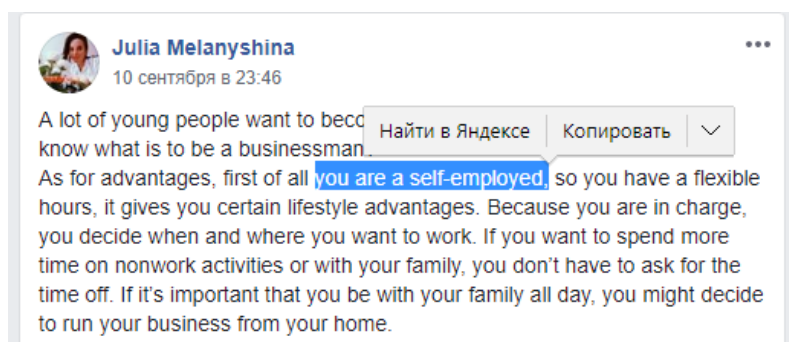 Julia Melanyshina
10 сентября в 23:46
A lot of young people want to beco
Найти в Яндексе Копировать
know what is to be a businessman
As for advantages, first of all you are a self-employed, so you have a flexible
hours, it gives you certain lifestyle advantages. Because you are in charge,
you decide when and where you want to work. If you want to spend more
time on nonwork activities or with your family, you don't have to ask for the
time off. If it's important that you be with your family all day, you might decide
to run your business from your home.